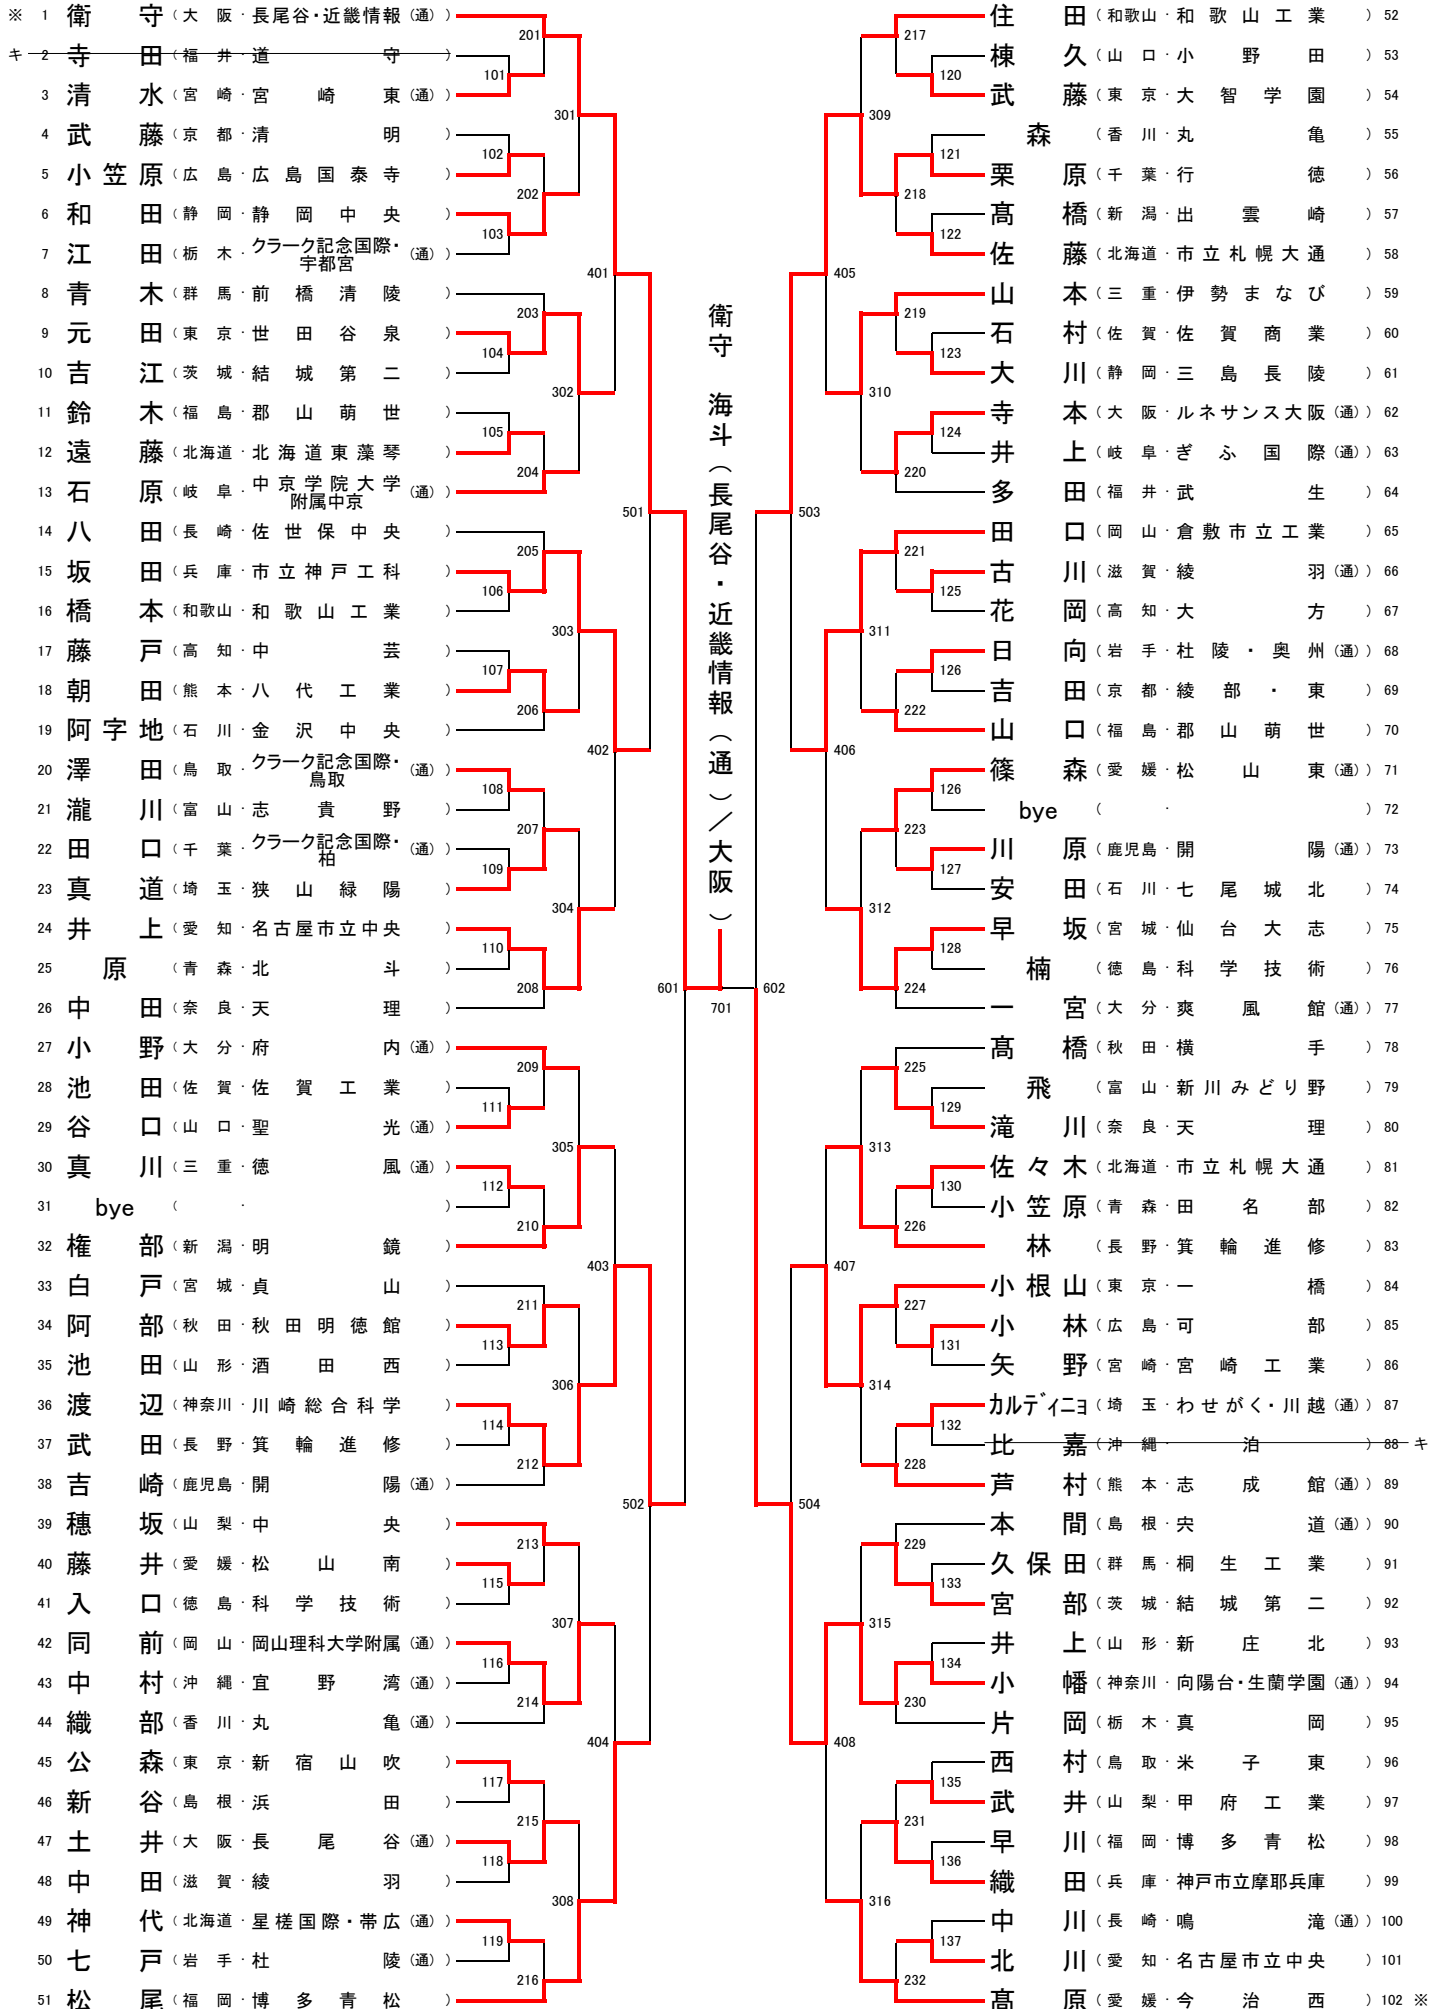 ※ 1 衛守 (大阪・長尾谷・近畿情報(通))
キ 2 寺田 (福井・道守)
3 清水 (宮崎・宮崎東(通))
4 武藤 (京都・清明)
5 小笠原 (広島・広島国泰寺)
6 和田 (静岡・静岡中央)
7 江田 (栃木・クラーク記念国際・宇都宮(通))
8 青木 (群馬・前橋清陵)
9 元田 (東京・世田谷泉)
10 吉江 (茨城・結城第二)
11 鈴木 (福島・郡山萌世)
12 遠藤 (北海道・北海道東藻琴)
13 石原 (岐阜・中京学院大学附属中京(通))
14 八田 (長崎・佐世保中央)
15 坂田 (兵庫・市立神戸工科)
16 橋本 (和歌山・和歌山工業)
17 藤戸 (高知・中芸)
18 朝田 (熊本・八代工業)
19 阿字地 (石川・金沢中央)
20 澤田 (鳥取・クラーク記念国際・鳥取(通))
21 瀧川 (富山・志貴野)
22 田口 (千葉・クラーク記念国際・柏(通))
23 真道 (埼玉・狭山緑陽)
24 井上 (愛知・名古屋市立中央)
25 原 (青森・北斗)
26 中田 (奈良・天理)
27 小野 (大分・府内(通))
28 池田 (佐賀・佐賀工業)
29 谷口 (山口・聖光(通))
30 真川 (三重・徳風(通))
31 bye (・)
32 権部 (新潟・明鏡)
33 白戸 (宮城・貞山)
34 阿部 (秋田・秋田明徳館)
35 池田 (山形・酒田西)
36 渡辺 (神奈川・川崎総合科学)
37 武田 (長野・箕輪進修)
38 吉崎 (鹿児島・開陽(通))
39 穂坂 (山梨・中央)
40 藤井 (愛媛・松山南)
41 入口 (徳島・科学技術)
42 同前 (岡山・岡山理科大学附属(通))
43 中村 (沖縄・宜野湾(通))
44 織部 (香川・丸亀(通))
45 公森 (東京・新宿山吹)
46 新谷 (島根・浜田)
47 土井 (大阪・長尾谷(通))
48 中田 (滋賀・綾羽)
49 神代 (北海道・星槎国際・帯広(通))
50 七戸 (岩手・杜陵(通))
51 松尾 (福岡・博多青松)
101
102
103
104
105
106
107
108
109
110
111
112
113
114
115
116
117
118
119
201
202
203
204
205
206
207
208
209
210
211
212
213
214
215
216
301
302
303
304
305
306
307
308
401
402
403
404
501
502
601
衛守 海斗(長尾谷・近畿情報(通)/大阪)
701
602
503
504
405
406
407
408
309
310
311
312
313
314
315
316
217
218
219
220
221
222
223
224
225
226
227
228
229
230
231
232
120
121
122
123
124
125
126
126
127
128
129
130
131
132
133
134
135
136
137
住田 (和歌山・和歌山工業) 52
棟久 (山口・小野田) 53
武藤 (東京・大智学園) 54
森 (香川・丸亀) 55
栗原 (千葉・行徳) 56
髙橋 (新潟・出雲崎) 57
佐藤 (北海道・市立札幌大通) 58
山本 (三重・伊勢まなび) 59
石村 (佐賀・佐賀商業) 60
大川 (静岡・三島長陵) 61
寺本 (大阪・ルネサンス大阪(通)) 62
井上 (岐阜・ぎふ国際(通)) 63
多田 (福井・武生) 64
田口 (岡山・倉敷市立工業) 65
古川 (滋賀・綾羽(通)) 66
花岡 (高知・大方) 67
日向 (岩手・杜陵・奥州(通)) 68
吉田 (京都・綾部・東) 69
山口 (福島・郡山萌世) 70
篠森 (愛媛・松山東(通)) 71
bye (・) 72
川原 (鹿児島・開陽(通)) 73
安田 (石川・七尾城北) 74
早坂 (宮城・仙台大志) 75
楠 (徳島・科学技術) 76
一宮 (大分・爽風館(通)) 77
髙橋 (秋田・横手) 78
飛 (富山・新川みどり野) 79
滝川 (奈良・天理) 80
佐々木 (北海道・市立札幌大通) 81
小笠原 (青森・田名部) 82
林 (長野・箕輪進修) 83
小根山 (東京・一橋) 84
小林 (広島・可部) 85
矢野 (宮崎・宮崎工業) 86
カルディニョ (埼玉・わせがく・川越(通)) 87
比嘉 (沖縄・泊) 88 キ
芦村 (熊本・志成館(通)) 89
本間 (島根・宍道(通)) 90
久保田 (群馬・桐生工業) 91
宮部 (茨城・結城第二) 92
井上 (山形・新庄北) 93
小幡 (神奈川・向陽台・生蘭学園(通)) 94
片岡 (栃木・真岡) 95
西村 (鳥取・米子東) 96
武井 (山梨・甲府工業) 97
早川 (福岡・博多青松) 98
織田 (兵庫・神戸市立摩耶兵庫) 99
中川 (長崎・鳴滝(通)) 100
北川 (愛知・名古屋市立中央) 101
髙原 (愛媛・今治西) 102 ※